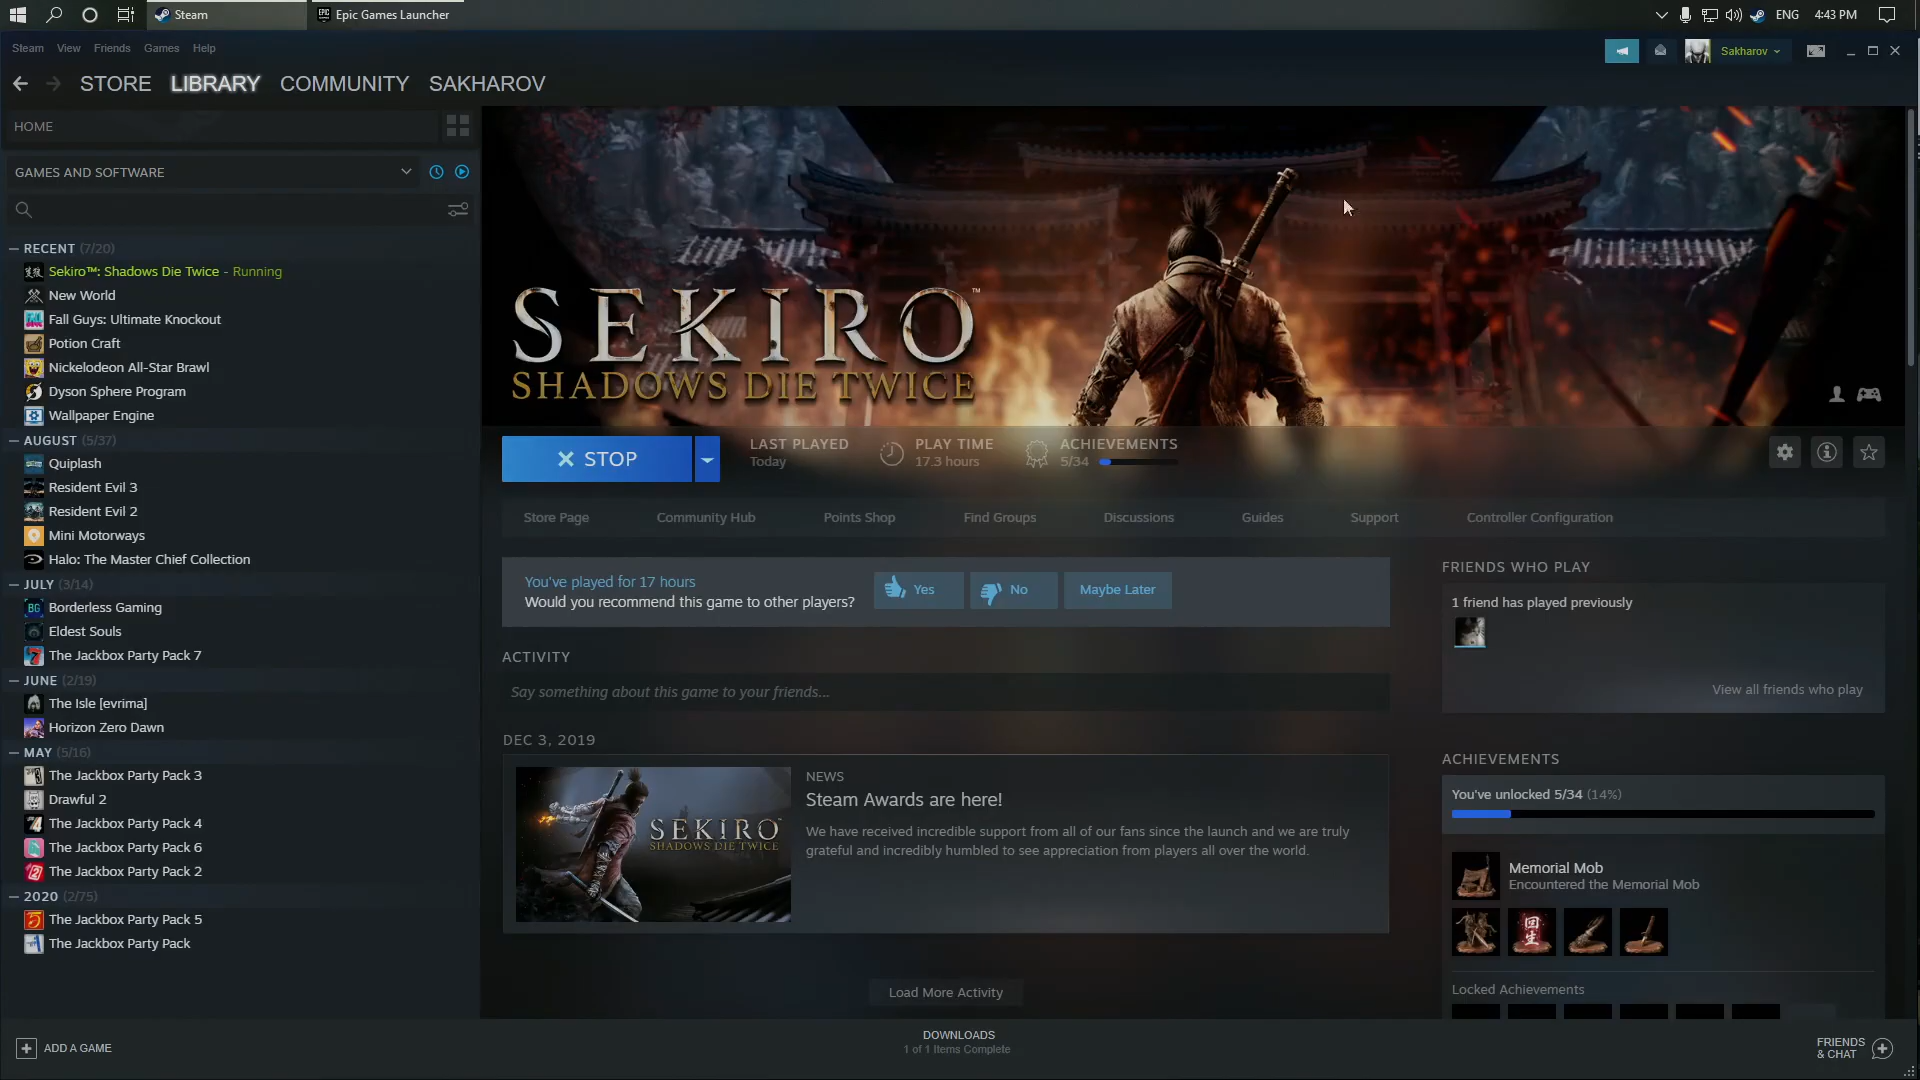 Steam
Epic Games Launcher
ENG
4:43 PM
Steam View Friends Games Help
Sakharov
STORE LIBRARY COMMUNITY SAKHAROV
HOME
GAMES AND SOFTWARE
RECENT (7/20)
Sekiro™: Shadows Die Twice - Running
New World
Fall Guys: Ultimate Knockout
Potion Craft
Nickelodeon All-Star Brawl
Dyson Sphere Program
Wallpaper Engine
AUGUST (5/37)
Quiplash
Resident Evil 3
Resident Evil 2
Mini Motorways
Halo: The Master Chief Collection
JULY (3/14)
Borderless Gaming
Eldest Souls
The Jackbox Party Pack 7
JUNE (2/19)
The Isle [evrima]
Horizon Zero Dawn
MAY (5/16)
The Jackbox Party Pack 3
Drawful 2
The Jackbox Party Pack 4
The Jackbox Party Pack 6
The Jackbox Party Pack 2
2020 (2/75)
The Jackbox Party Pack 5
The Jackbox Party Pack
ADD A GAME
SEKIRO™
SHADOWS DIE TWICE
STOP
LAST PLAYED
Today
PLAY TIME
17.3 hours
ACHIEVEMENTS
5/34
Store Page Community Hub Points Shop Find Groups Discussions Guides Support Controller Configuration
You've played for 17 hours
Would you recommend this game to other players?
Yes
No
Maybe Later
ACTIVITY
Say something about this game to your friends...
DEC 3, 2019
SEKIRO™
SHADOWS DIE TWICE
NEWS
Steam Awards are here!
We have received incredible support from all of our fans since the launch and we are truly
grateful and incredibly humbled to see appreciation from players all over the world.
Load More Activity
FRIENDS WHO PLAY
1 friend has played previously
View all friends who play
ACHIEVEMENTS
You've unlocked 5/34 (14%)
Memorial Mob
Encountered the Memorial Mob
回生
Locked Achievements
DOWNLOADS
1 of 1 Items Complete
FRIENDS
& CHAT